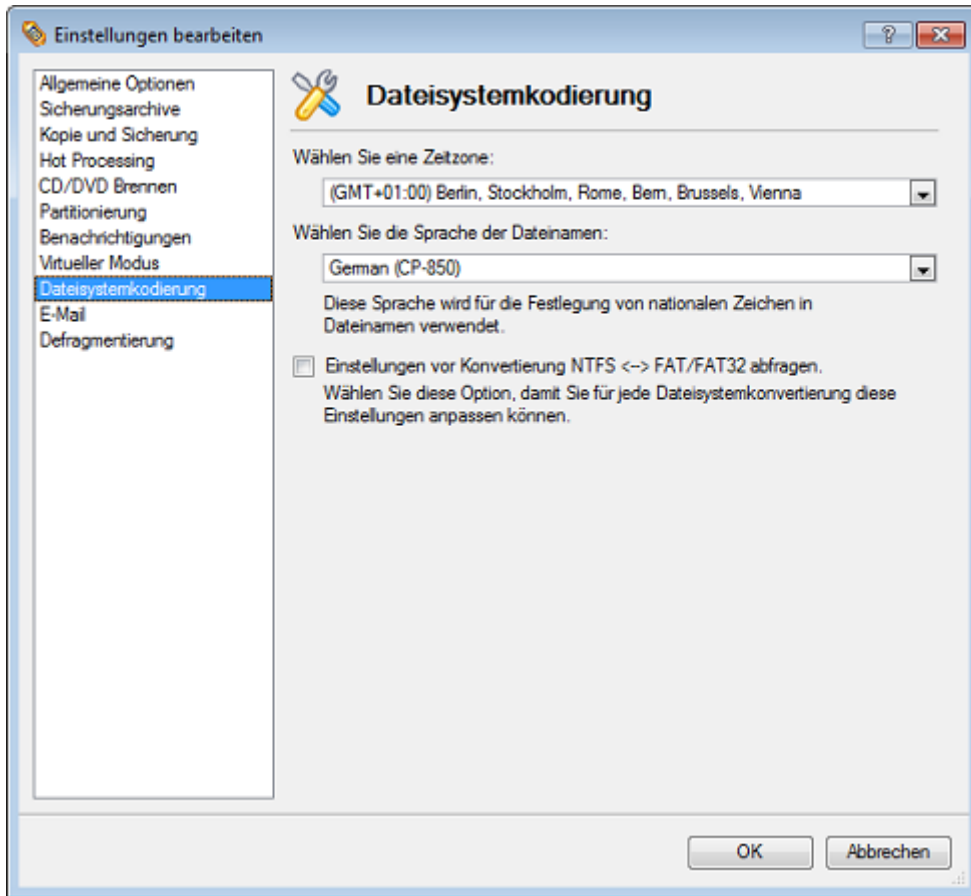 Einstellungen bearbeiten
Allgemeine Optionen
Sicherungsarchive
Kopie und Sicherung
Hot Processing
CD/DVD Brennen
Partitionierung
Benachrichtigungen
Virtueller Modus
Dateisystemkodierung
E-Mail
Defragmentierung
Dateisystemkodierung
Wählen Sie eine Zeitzone:
(GMT+01:00) Berlin, Stockholm, Rome, Bern, Brussels, Vienna
Wählen Sie die Sprache der Dateinamen:
German (CP-850)
Diese Sprache wird für die Festlegung von nationalen Zeichen in
Dateinamen verwendet.
Einstellungen vor Konvertierung NTFS <--> FAT/FAT32 abfragen.
Wählen Sie diese Option, damit Sie für jede Dateisystemkonvertierung diese
Einstellungen anpassen können.
OK
Abbrechen